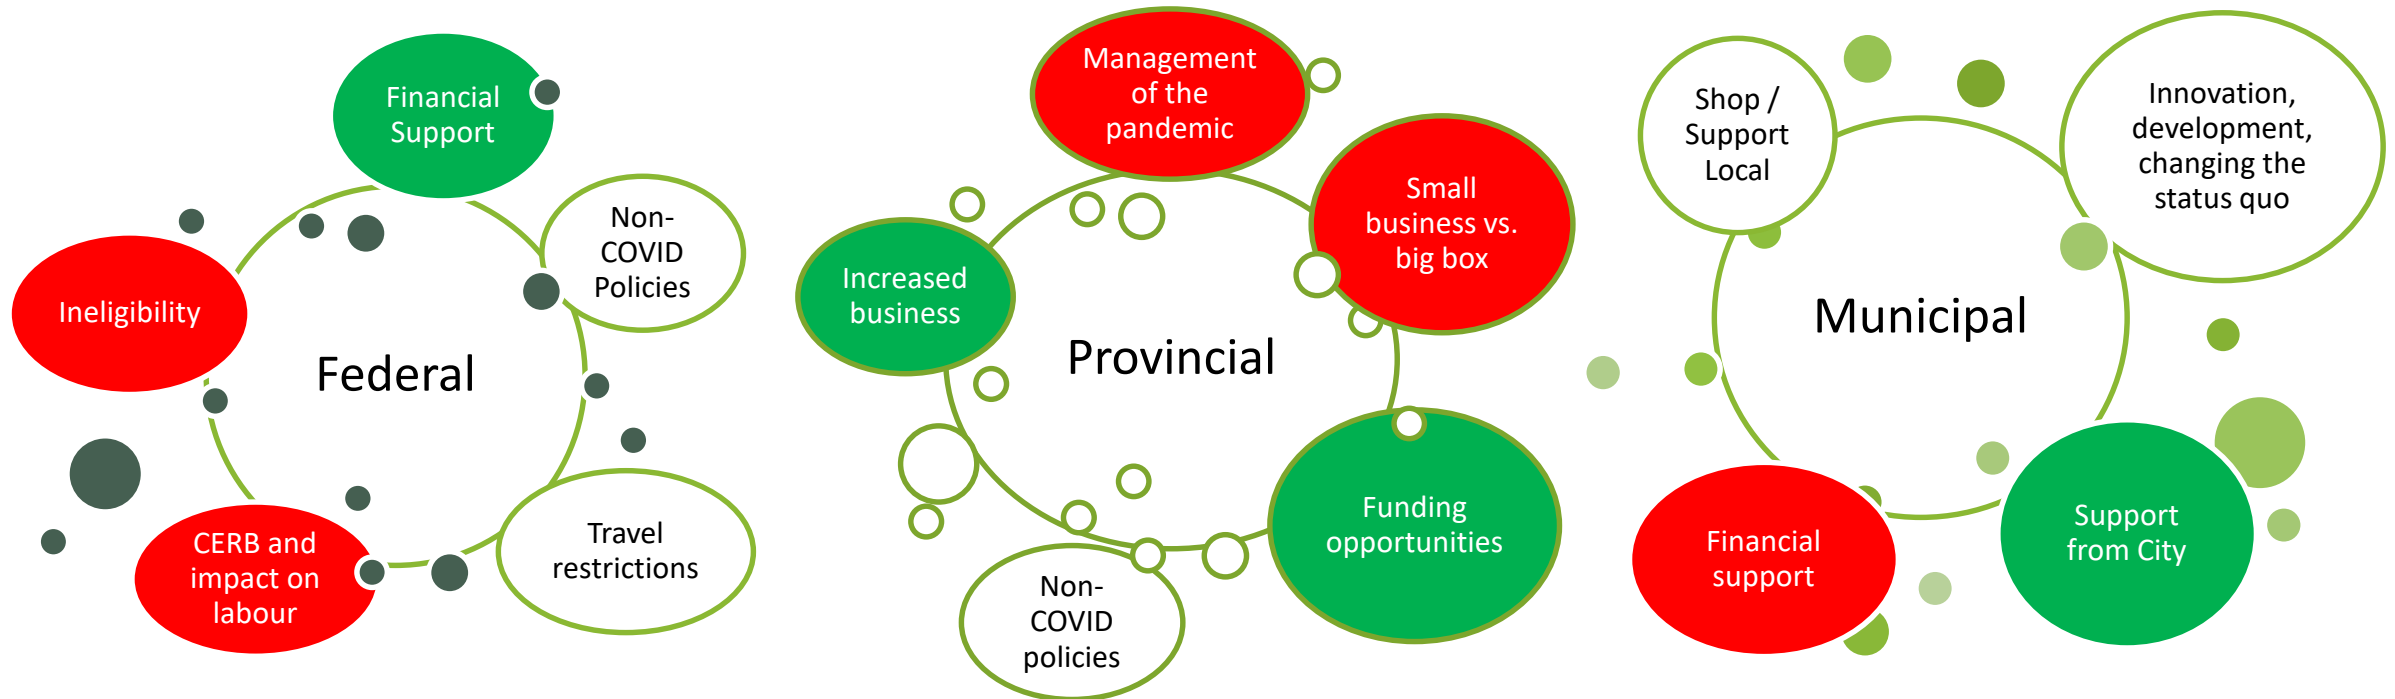 Financial
Support
Non-
COVID
Policies
Ineligibility
Federal
CERB and
impact on
labour
Travel
restrictions
Management
of the
pandemic
Small
business vs.
big box
Increased
business
Provincial
Funding
opportunities
Non-
COVID
policies
Shop /
Support
Local
Innovation,
development,
changing the
status quo
Municipal
Financial
support
Support
from City